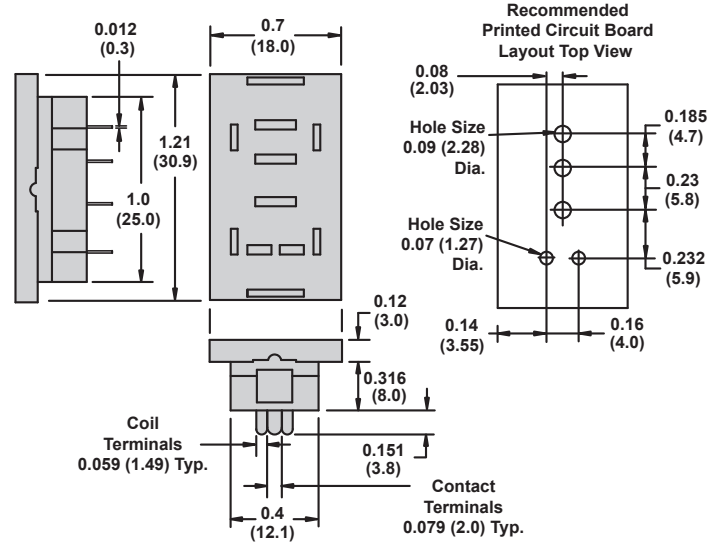 0.012
(0.3)
0.7
(18.0)
1.21
(30.9)
1.0
(25.0)
Recommended
Printed Circuit Board
Layout Top View
0.08
(2.03)
Hole Size
0.09 (2.28)
Dia.
0.185
(4.7)
0.23
(5.8)
Hole Size
0.07 (1.27)
Dia.
0.232
(5.9)
0.14
(3.55)
0.16
(4.0)
0.12
(3.0)
0.316
(8.0)
Coil
Terminals
0.059 (1.49) Typ.
0.151
(3.8)
Contact
Terminals
0.079 (2.0) Typ.
0.4
(12.1)